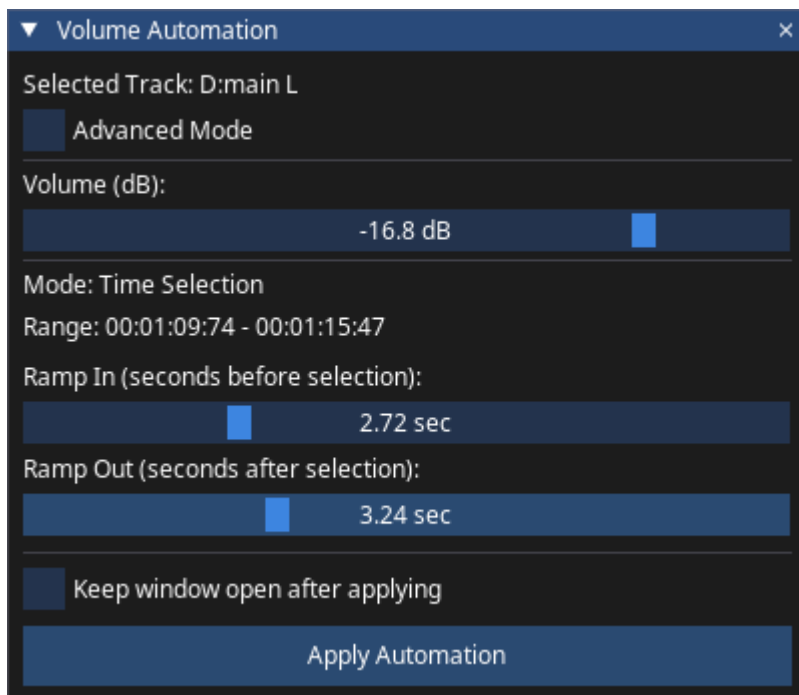 Volume Automation
Selected Track: D:main L
Advanced Mode
Volume (dB):
-16.8 dB
Mode: Time Selection
Range: 00:01:09:74 - 00:01:15:47
Ramp In (seconds before selection):
2.72 sec
Ramp Out (seconds after selection):
3.24 sec
Keep window open after applying
Apply Automation